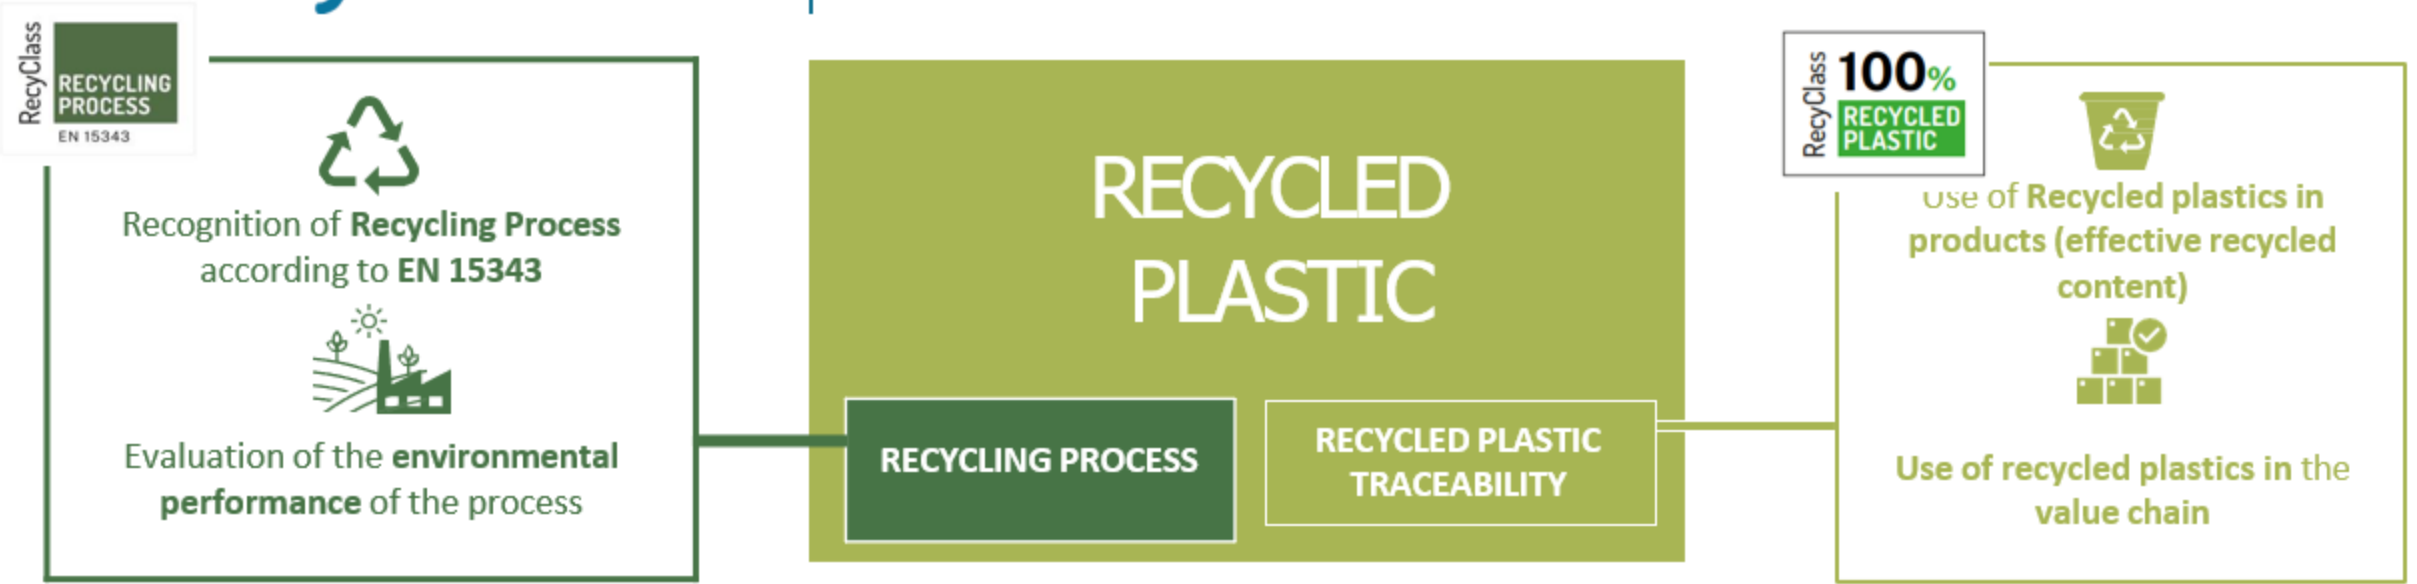 RecyClass
RECYCLING
PROCESS
EN 15343
Recognition of Recycling Process
according to EN 15343
Evaluation of the environmental
performance of the process
RECYCLED
PLASTIC
RECYCLING PROCESS
RECYCLED PLASTIC
TRACEABILITY
RecyClass
100%
RECYCLED
PLASTIC
Use of Recycled plastics in
products (effective recycled
content)
Use of recycled plastics in the
value chain